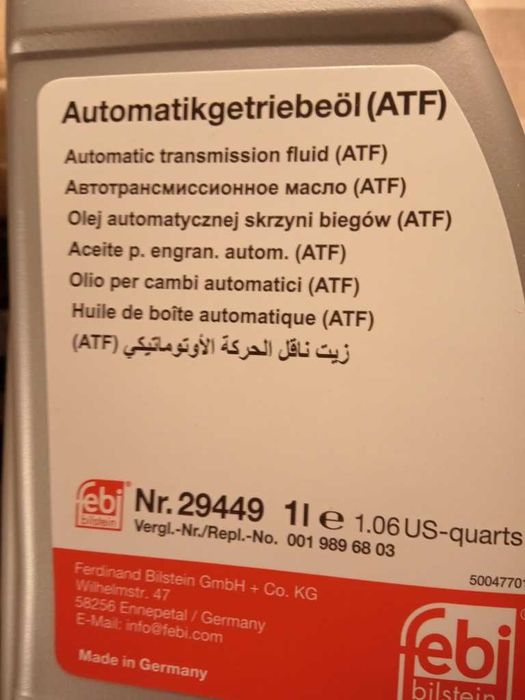 Automatikgetriebeöl (ATF)
Automatic transmission fluid (ATF)
Автотрансмиссионное масло (ATF)
Olej automatycznej skrzyni biegów (ATF)
Aceite p. engran. autom. (ATF)
Olio per cambi automatici (ATF)
Huile de boîte automatique (ATF)
زيت ناقل الحركة الأوتوماتيكي (ATF)
febi bilstein Nr. 29449 1l e 1.06 US-quarts
Vergl.-Nr./Repl.-No. 001 989 68 03
50047701
Ferdinand Bilstein GmbH + Co. KG
Wilhelmstr. 47
58256 Ennepetal / Germany
E-Mail: info@febi.com
Made in Germany
febi
bilstein